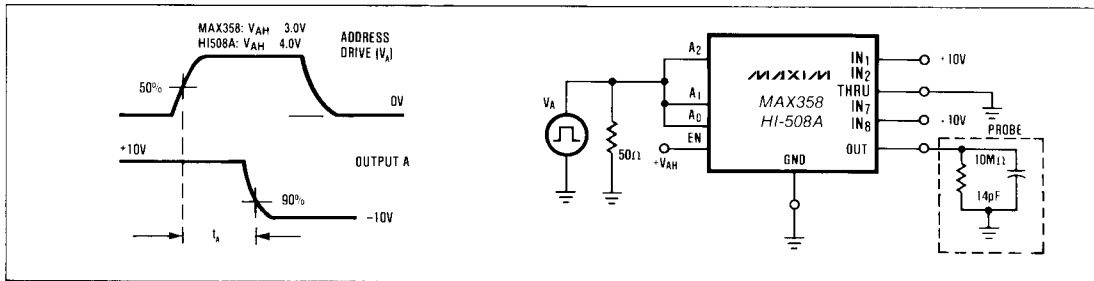 MAX358: VAH 3.0V
HI508A: VAH 4.0V
ADDRESS
DRIVE (VA)
50%
0V
+10V
OUTPUT A
90%
-10V
tA
VA
50Ω
A2
A1
A0
EN
+VAH
MAXIM
MAX358
HI-508A
GND
IN1
IN2
THRU
IN7
IN8
OUT
+10V
-10V
PROBE
10MΩ
14pF